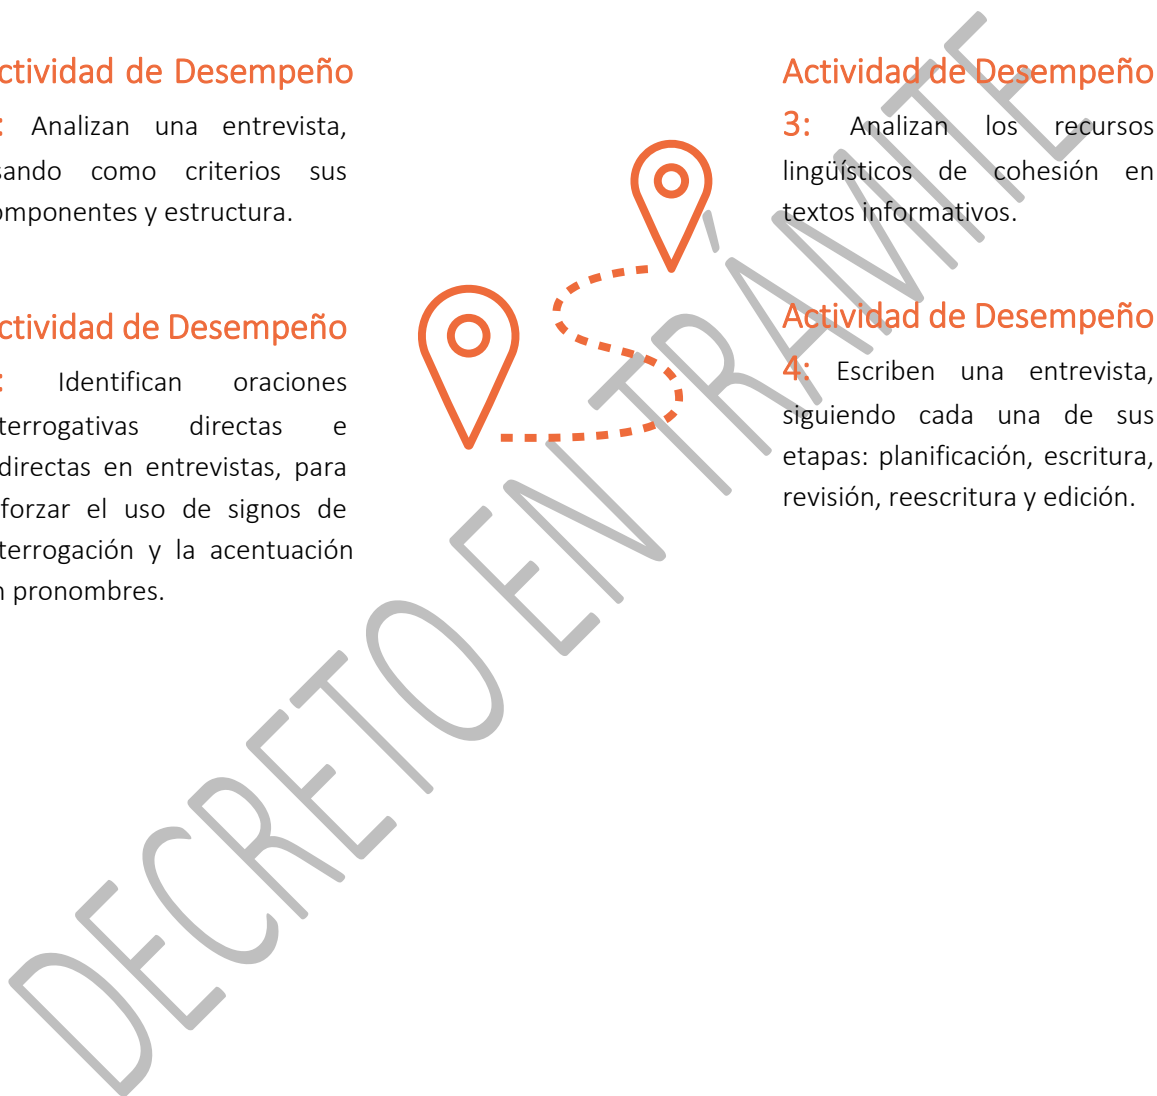 ctividad de Desempeño
: Analizan una entrevista,
sando como criterios sus
omponentes y estructura.
ctividad de Desempeño
: Identifican oraciones
terrogativas directas e
directas en entrevistas, para
forzar el uso de signos de
terrogación y la acentuación
n pronombres.
Actividad de Desempeño
3: Analizan los recursos
lingüísticos de cohesión en
textos informativos.
Actividad de Desempeño
4: Escriben una entrevista,
siguiendo cada una de sus
etapas: planificación, escritura,
revisión, reescritura y edición.
DECRETO EN TRÁMITE